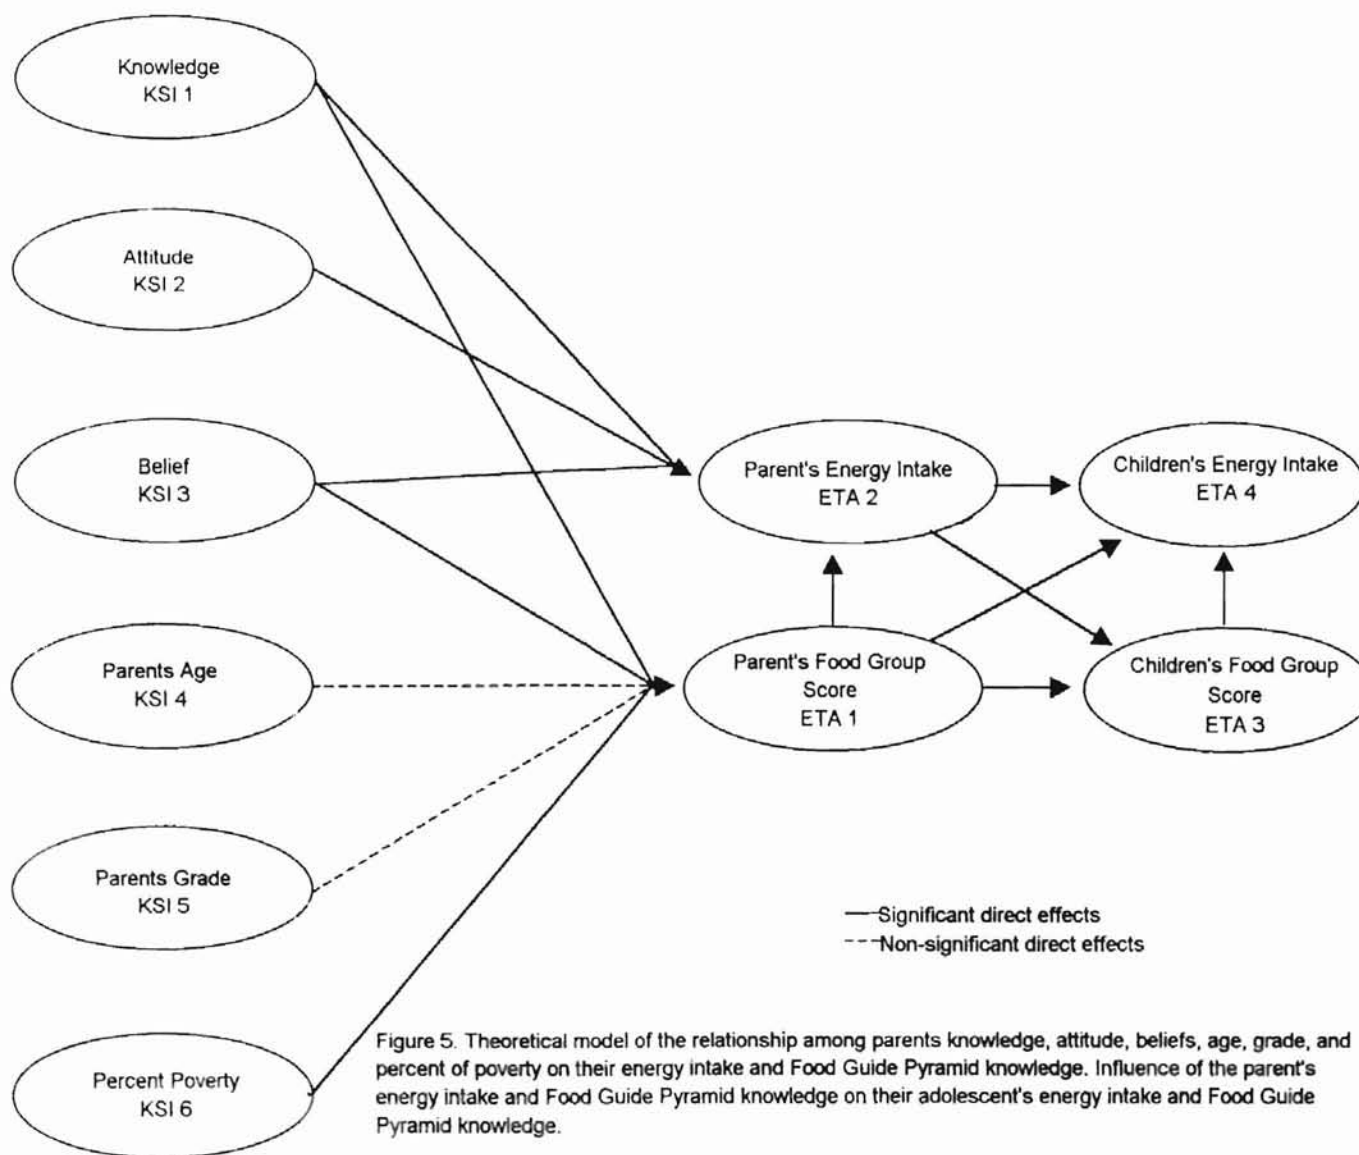 Knowledge
KSI 1
Attitude
KSI 2
Belief
KSI 3
Parent's Energy Intake
ETA 2
Children's Energy Intake
ETA 4
Parents Age
KSI 4
Parent's Food Group
Score
ETA 1
Children's Food Group
Score
ETA 3
Parents Grade
KSI 5
Significant direct effects
Non-significant direct effects
Percent Poverty
KSI 6
Figure 5. Theoretical model of the relationship among parents knowledge, attitude, beliefs, age, grade, and
percent of poverty on their energy intake and Food Guide Pyramid knowledge. Influence of the parent's
energy intake and Food Guide Pyramid knowledge on their adolescent's energy intake and Food Guide
Pyramid knowledge.